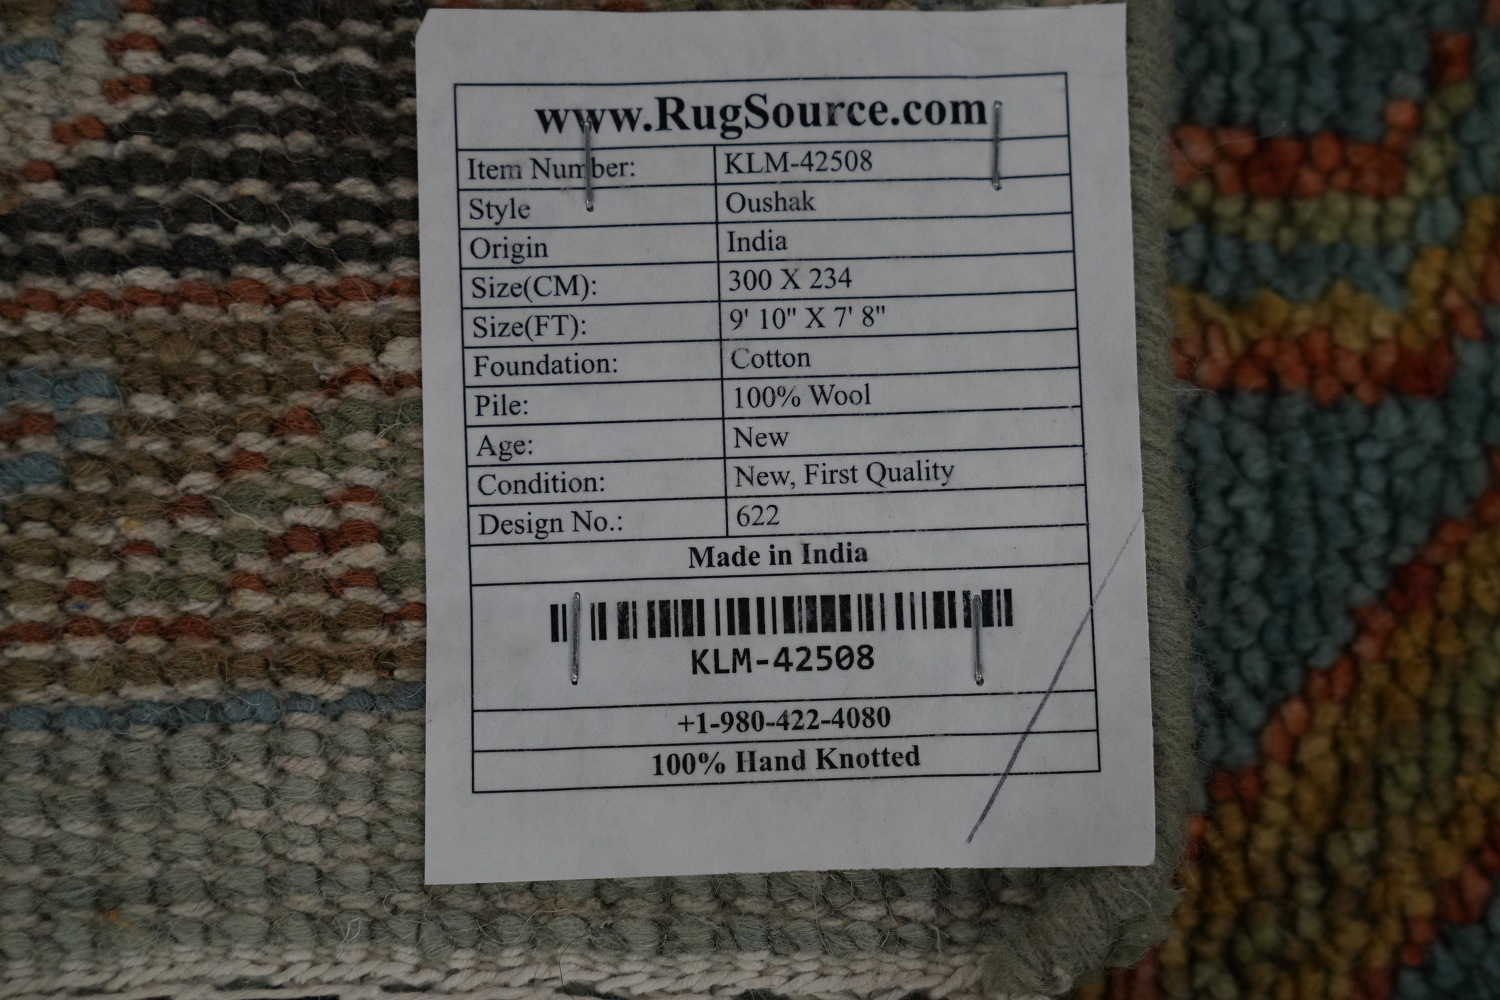 www.RugSource.com
Item Number: KLM-42508
Style Oushak
Origin India
Size(CM): 300 X 234
Size(FT): 9' 10" X 7' 8"
Foundation: Cotton
Pile: 100% Wool
Age: New
Condition: New, First Quality
Design No.: 622
Made in India
KLM-42508
+1-980-422-4080
100% Hand Knotted